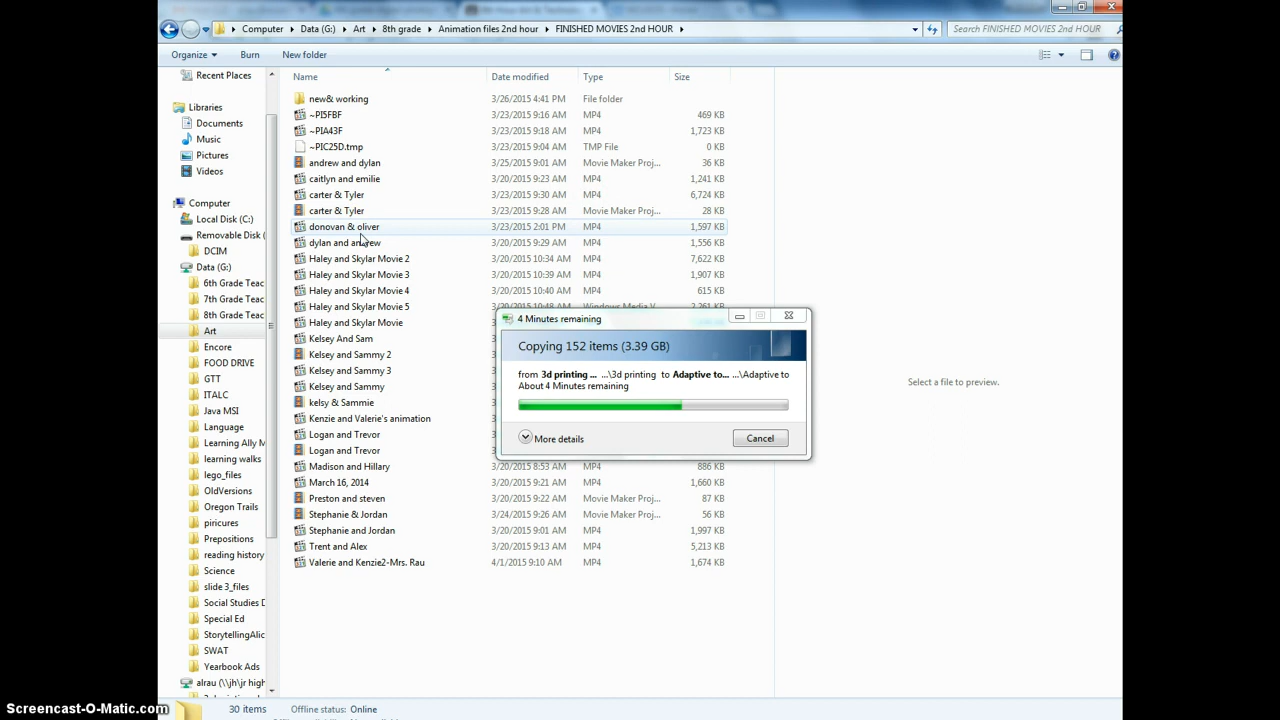 Computer ▸ Data (G:) ▸ Art ▸ 8th grade ▸ Animation files 2nd hour ▸ FINISHED MOVIES 2nd HOUR ▸ Search FINISHED MOVIES 2nd HOUR
Organize Burn New folder
Recent Places
Libraries
Documents
Music
Pictures
Videos
Computer
Local Disk (C:)
Removable Disk (
DCIM
Data (G:)
6th Grade Teac
7th Grade Teac
8th Grade Teac
Art
Encore
FOOD DRIVE
GTT
ITALC
Java MSI
Language
Learning Ally M
learning walks
lego_files
OldVersions
Oregon Trails
piricures
Prepositions
reading history
Science
slide 3_files
Social Studies D
Special Ed
StorytellingAlic
SWAT
Yearbook Ads
alrau (\\jh\jr high
Name Date modified Type Size
new& working 3/26/2015 4:41 PM File folder
~PI5FBF 3/23/2015 9:16 AM MP4 469 KB
~PIA43F 3/23/2015 9:18 AM MP4 1,723 KB
~PIC25D.tmp 3/23/2015 9:04 AM TMP File 0 KB
andrew and dylan 3/25/2015 9:01 AM Movie Maker Proj... 36 KB
caitlyn and emilie 3/20/2015 9:23 AM MP4 1,241 KB
carter & Tyler 3/23/2015 9:30 AM MP4 6,724 KB
carter & Tyler 3/23/2015 9:28 AM Movie Maker Proj... 28 KB
donovan & oliver 3/23/2015 2:01 PM MP4 1,597 KB
dylan and andrew 3/20/2015 9:29 AM MP4 1,556 KB
Haley and Skylar Movie 2 3/20/2015 10:34 AM MP4 7,622 KB
Haley and Skylar Movie 3 3/20/2015 10:39 AM MP4 1,907 KB
Haley and Skylar Movie 4 3/20/2015 10:40 AM MP4 615 KB
Haley and Skylar Movie 5 3/20/2015 10:48 AM Windows Media V... 2,261 KB
Haley and Skylar Movie
Kelsey And Sam
Kelsey and Sammy 2
Kelsey and Sammy 3
Kelsey and Sammy
kelsy & Sammie
Kenzie and Valerie's animation
Logan and Trevor
Logan and Trevor
Madison and Hillary 3/20/2015 8:53 AM MP4 886 KB
March 16, 2014 3/20/2015 9:21 AM MP4 1,660 KB
Preston and steven 3/20/2015 9:22 AM Movie Maker Proj... 87 KB
Stephanie & Jordan 3/24/2015 9:26 AM Movie Maker Proj... 56 KB
Stephanie and Jordan 3/20/2015 9:01 AM MP4 1,997 KB
Trent and Alex 3/20/2015 9:13 AM MP4 5,213 KB
Valerie and Kenzie2-Mrs. Rau 4/1/2015 9:10 AM MP4 1,674 KB
4 Minutes remaining
Copying 152 items (3.39 GB)
from 3d printing ... ...\3d printing to Adaptive to... ...\Adaptive to
About 4 Minutes remaining
More details Cancel
Select a file to preview.
30 items Offline status: Online
Screencast-O-Matic.com